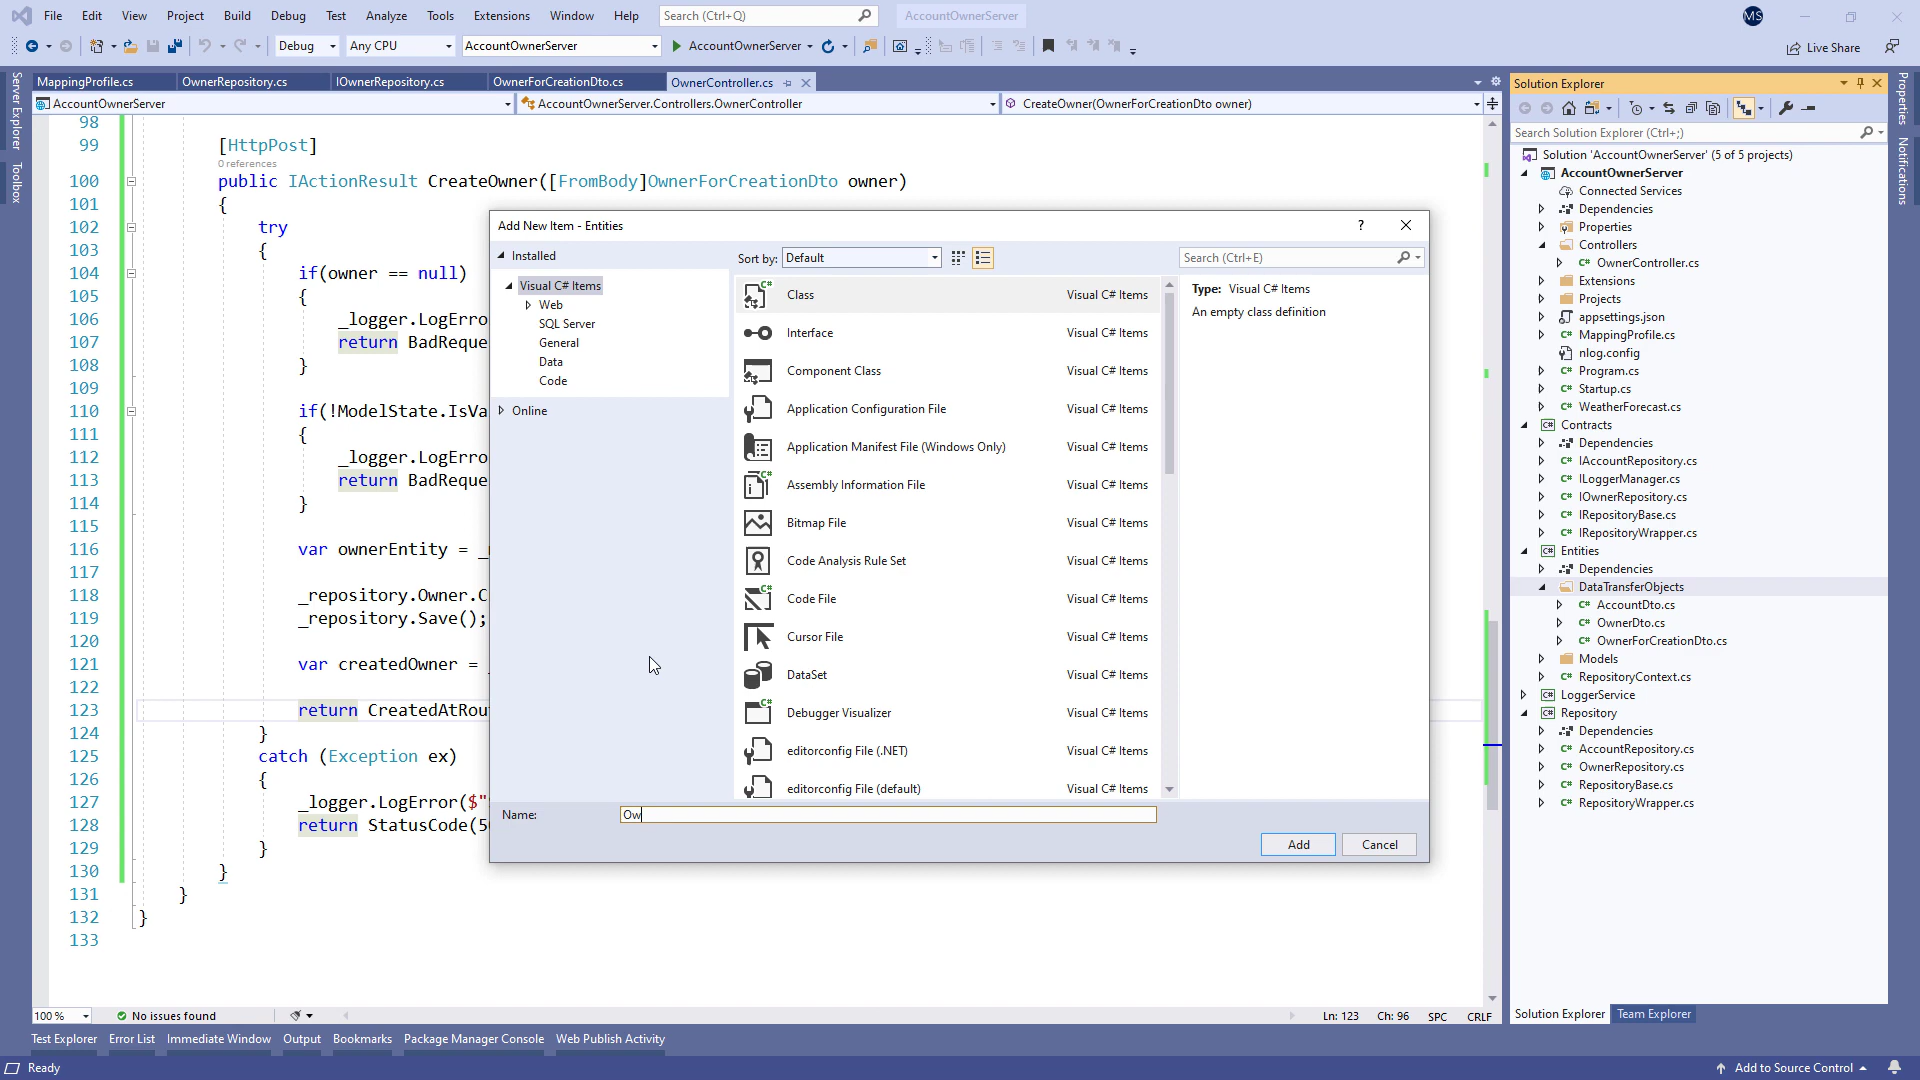 File Edit View Project Build Debug Test Analyze Tools Extensions Window Help Search (Ctrl+Q) AccountOwnerServer MS
Debug Any CPU AccountOwnerServer AccountOwnerServer Live Share
Server Explorer
Toolbox
MappingProfile.cs OwnerRepository.cs IOwnerRepository.cs OwnerForCreationDto.cs OwnerController.cs
AccountOwnerServer AccountOwnerServer.Controllers.OwnerController CreateOwner(OwnerForCreationDto owner)
98
99 [HttpPost]
0 references
100 public IActionResult CreateOwner([FromBody]OwnerForCreationDto owner)
101 {
102 try
103 {
104 if(owner == null)
105 {
106 _logger.LogErro
107 return BadReque
108 }
109
110 if(!ModelState.IsVa
111 {
112 _logger.LogErro
113 return BadReque
114 }
115
116 var ownerEntity = _
117
118 _repository.Owner.C
119 _repository.Save();
120
121 var createdOwner =
122
123 return CreatedAtRou
124 }
125 catch (Exception ex)
126 {
127 _logger.LogError($"
128 return StatusCode(5
129 }
130 }
131 }
132 }
133
Add New Item - Entities ?
Installed
Visual C# Items
Web
SQL Server
General
Data
Code
Online
Sort by: Default
Search (Ctrl+E)
Class Visual C# Items
Interface Visual C# Items
Component Class Visual C# Items
Application Configuration File Visual C# Items
Application Manifest File (Windows Only) Visual C# Items
Assembly Information File Visual C# Items
Bitmap File Visual C# Items
Code Analysis Rule Set Visual C# Items
Code File Visual C# Items
Cursor File Visual C# Items
DataSet Visual C# Items
Debugger Visualizer Visual C# Items
editorconfig File (.NET) Visual C# Items
editorconfig File (default) Visual C# Items
Type: Visual C# Items
An empty class definition
Name: Ow
Add Cancel
Solution Explorer
Search Solution Explorer (Ctrl+;)
Solution 'AccountOwnerServer' (5 of 5 projects)
AccountOwnerServer
Connected Services
Dependencies
Properties
Controllers
C# OwnerController.cs
Extensions
Projects
appsettings.json
C# MappingProfile.cs
nlog.config
C# Program.cs
C# Startup.cs
C# WeatherForecast.cs
C# Contracts
Dependencies
C# IAccountRepository.cs
C# ILoggerManager.cs
C# IOwnerRepository.cs
C# IRepositoryBase.cs
C# IRepositoryWrapper.cs
C# Entities
Dependencies
DataTransferObjects
C# AccountDto.cs
C# OwnerDto.cs
C# OwnerForCreationDto.cs
Models
C# RepositoryContext.cs
C# LoggerService
C# Repository
Dependencies
C# AccountRepository.cs
C# OwnerRepository.cs
C# RepositoryBase.cs
C# RepositoryWrapper.cs
Solution Explorer Team Explorer
Properties
Notifications
100 % No issues found Ln: 123 Ch: 96 SPC CRLF
Test Explorer Error List Immediate Window Output Bookmarks Package Manager Console Web Publish Activity
Ready Add to Source Control